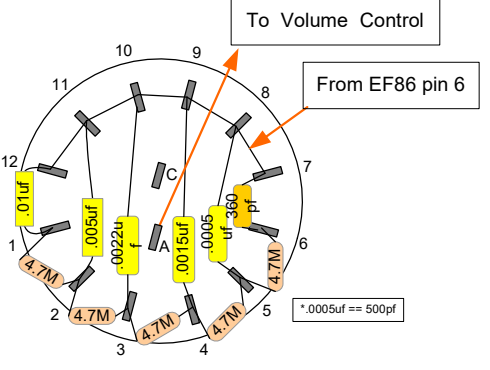 To Volume Control
10
9
From EF86 pin 6
11
8
12
7
C
.01uf
.005uf
.0022u
f
.0015uf
.0005
uf
360
pf
A
1
6
4.7M
4.7M
4.7M
4.7M
4.7M
2
3
4
5
*.0005uf == 500pf